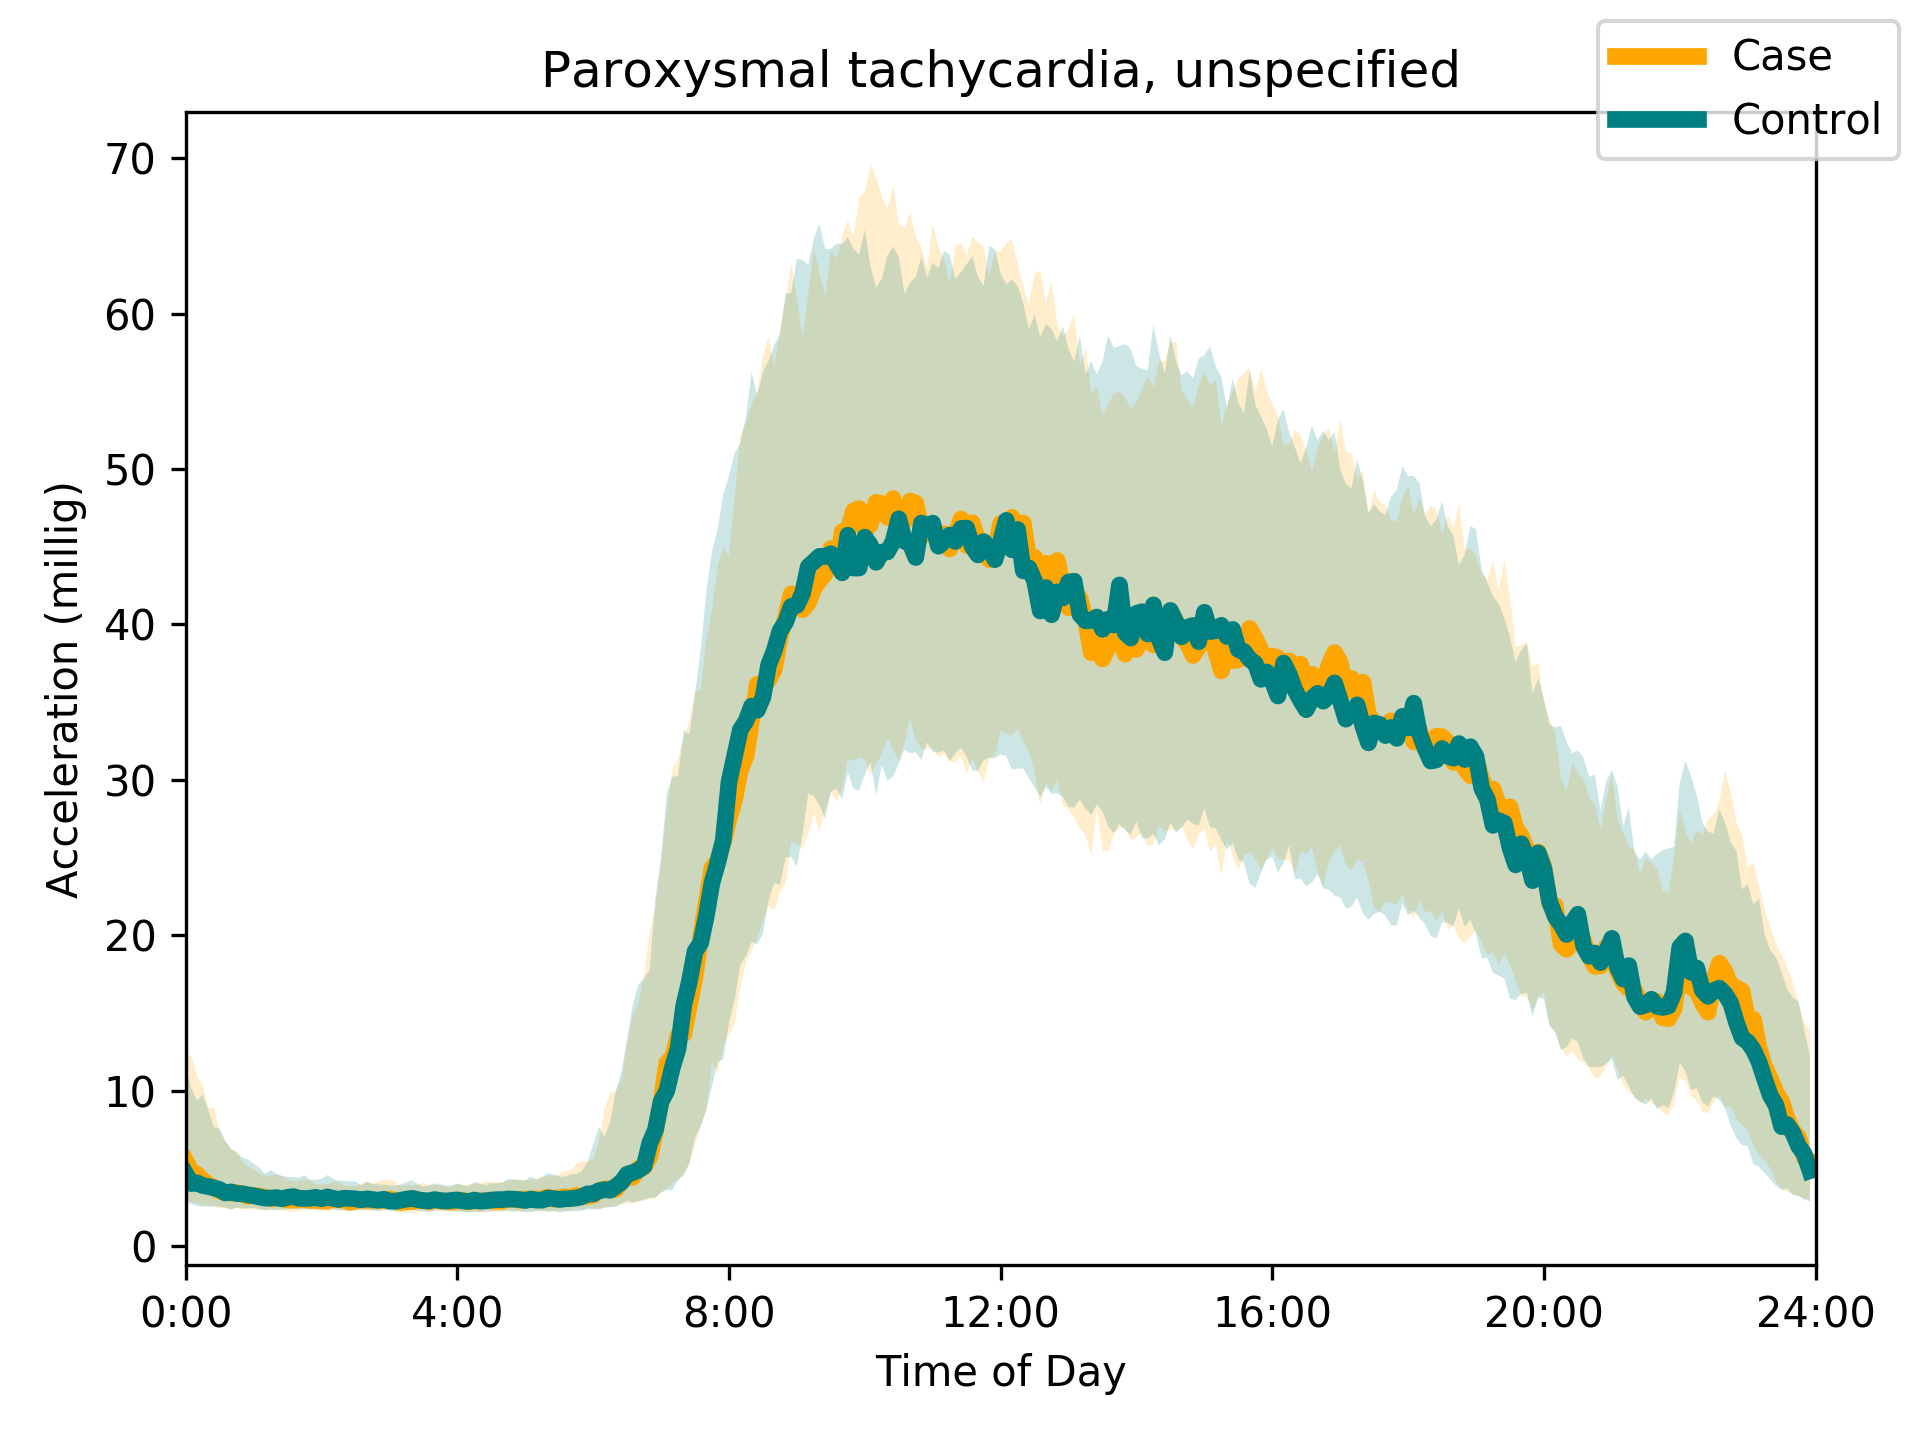 Paroxysmal tachycardia, unspecified
Case
Control
Acceleration (millig)
70
60
50
40
30
20
10
0
0:00 4:00 8:00 12:00 16:00 20:00 24:00
Time of Day